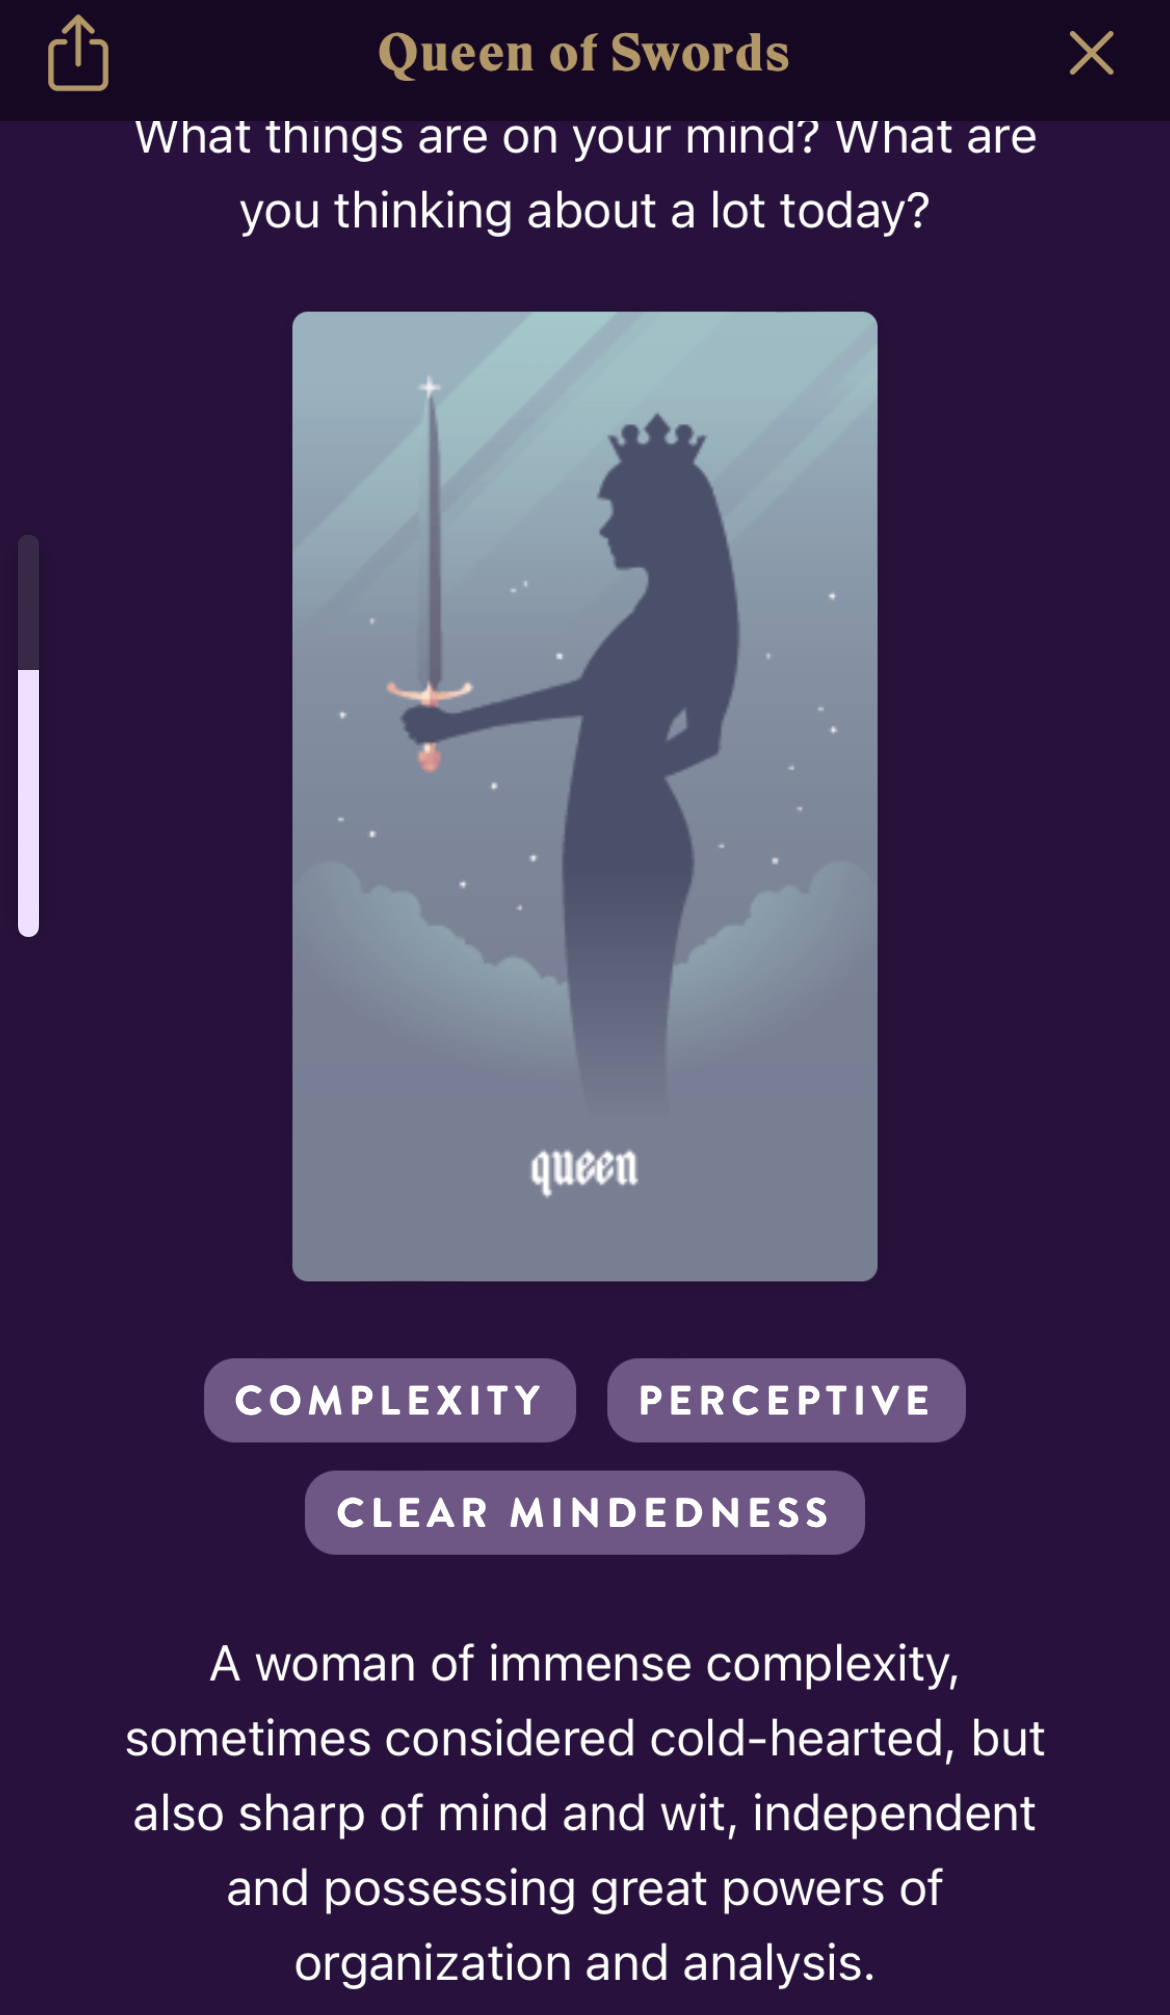 Queen of Swords
What things are on your mind? What are
you thinking about a lot today?
queen
COMPLEXITY
PERCEPTIVE
CLEAR MINDEDNESS
A woman of immense complexity,
sometimes considered cold-hearted, but
also sharp of mind and wit, independent
and possessing great powers of
organization and analysis.